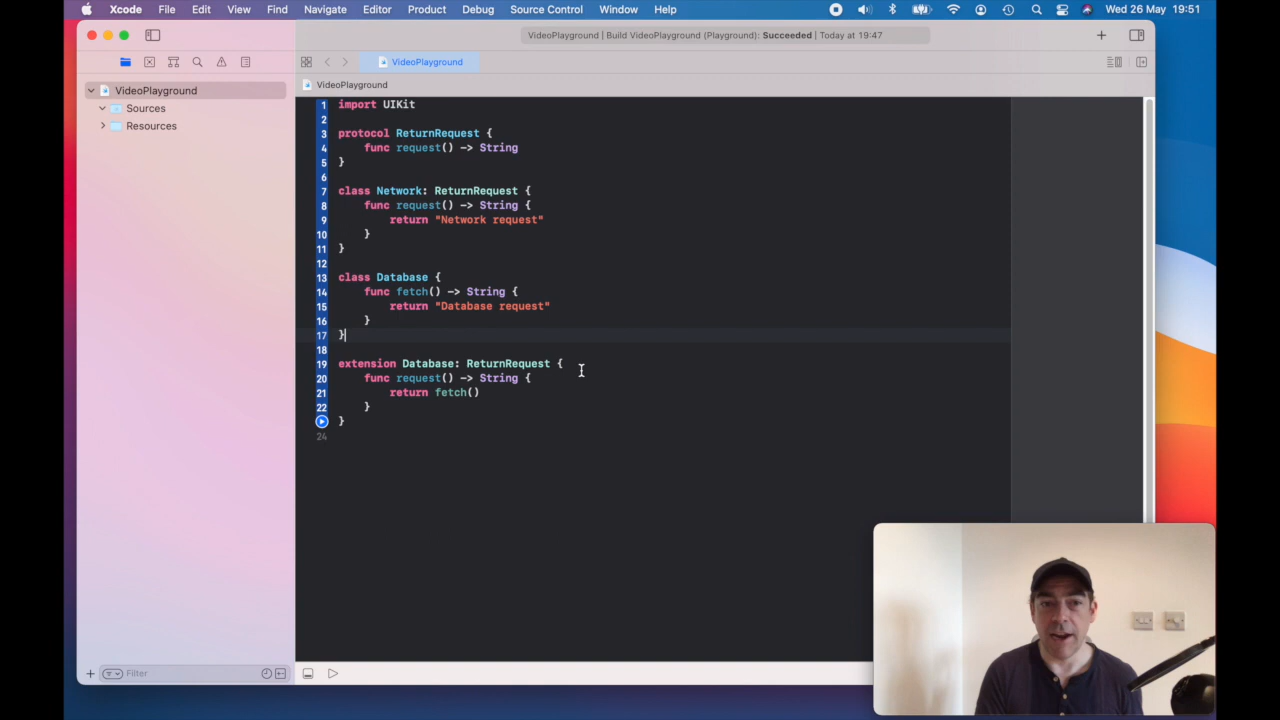 Xcode File Edit View Find Navigate Editor Product Debug Source Control Window Help Wed 26 May 19:51
VideoPlayground | Build VideoPlayground (Playground): Succeeded | Today at 19:47
VideoPlayground
VideoPlayground
VideoPlayground
Sources
Resources
1 import UIKit
2
3 protocol ReturnRequest {
4 func request() -> String
5 }
6
7 class Network: ReturnRequest {
8 func request() -> String {
9 return "Network request"
10 }
11 }
12
13 class Database {
14 func fetch() -> String {
15 return "Database request"
16 }
17 }
18
19 extension Database: ReturnRequest {
20 func request() -> String {
21 return fetch()
22 }
}
24
Filter